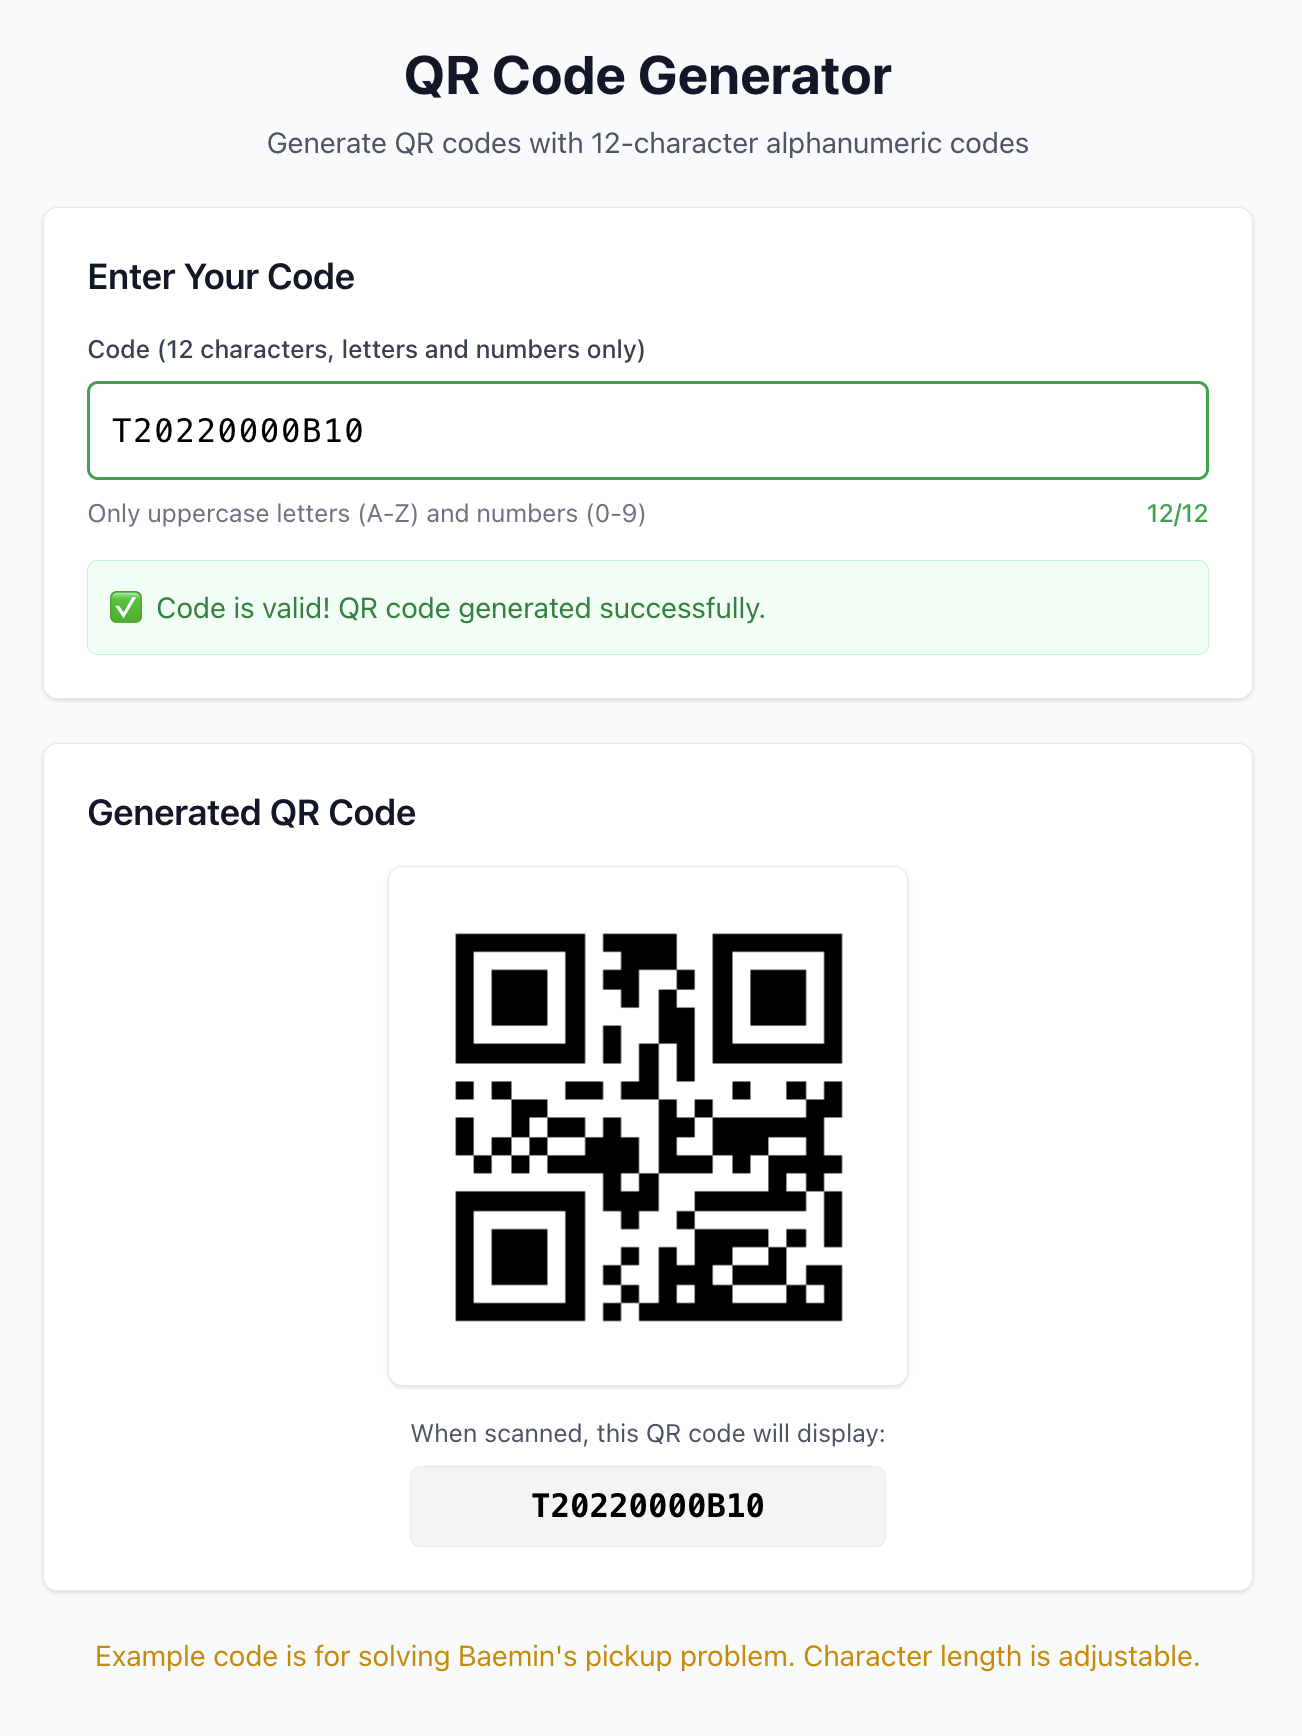 QR Code Generator
Generate QR codes with 12-character alphanumeric codes
Enter Your Code
Code (12 characters, letters and numbers only)
T20220000B10
Only uppercase letters (A-Z) and numbers (0-9)
12/12
✅ Code is valid! QR code generated successfully.
Generated QR Code
When scanned, this QR code will display:
T20220000B10
Example code is for solving Baemin's pickup problem. Character length is adjustable.